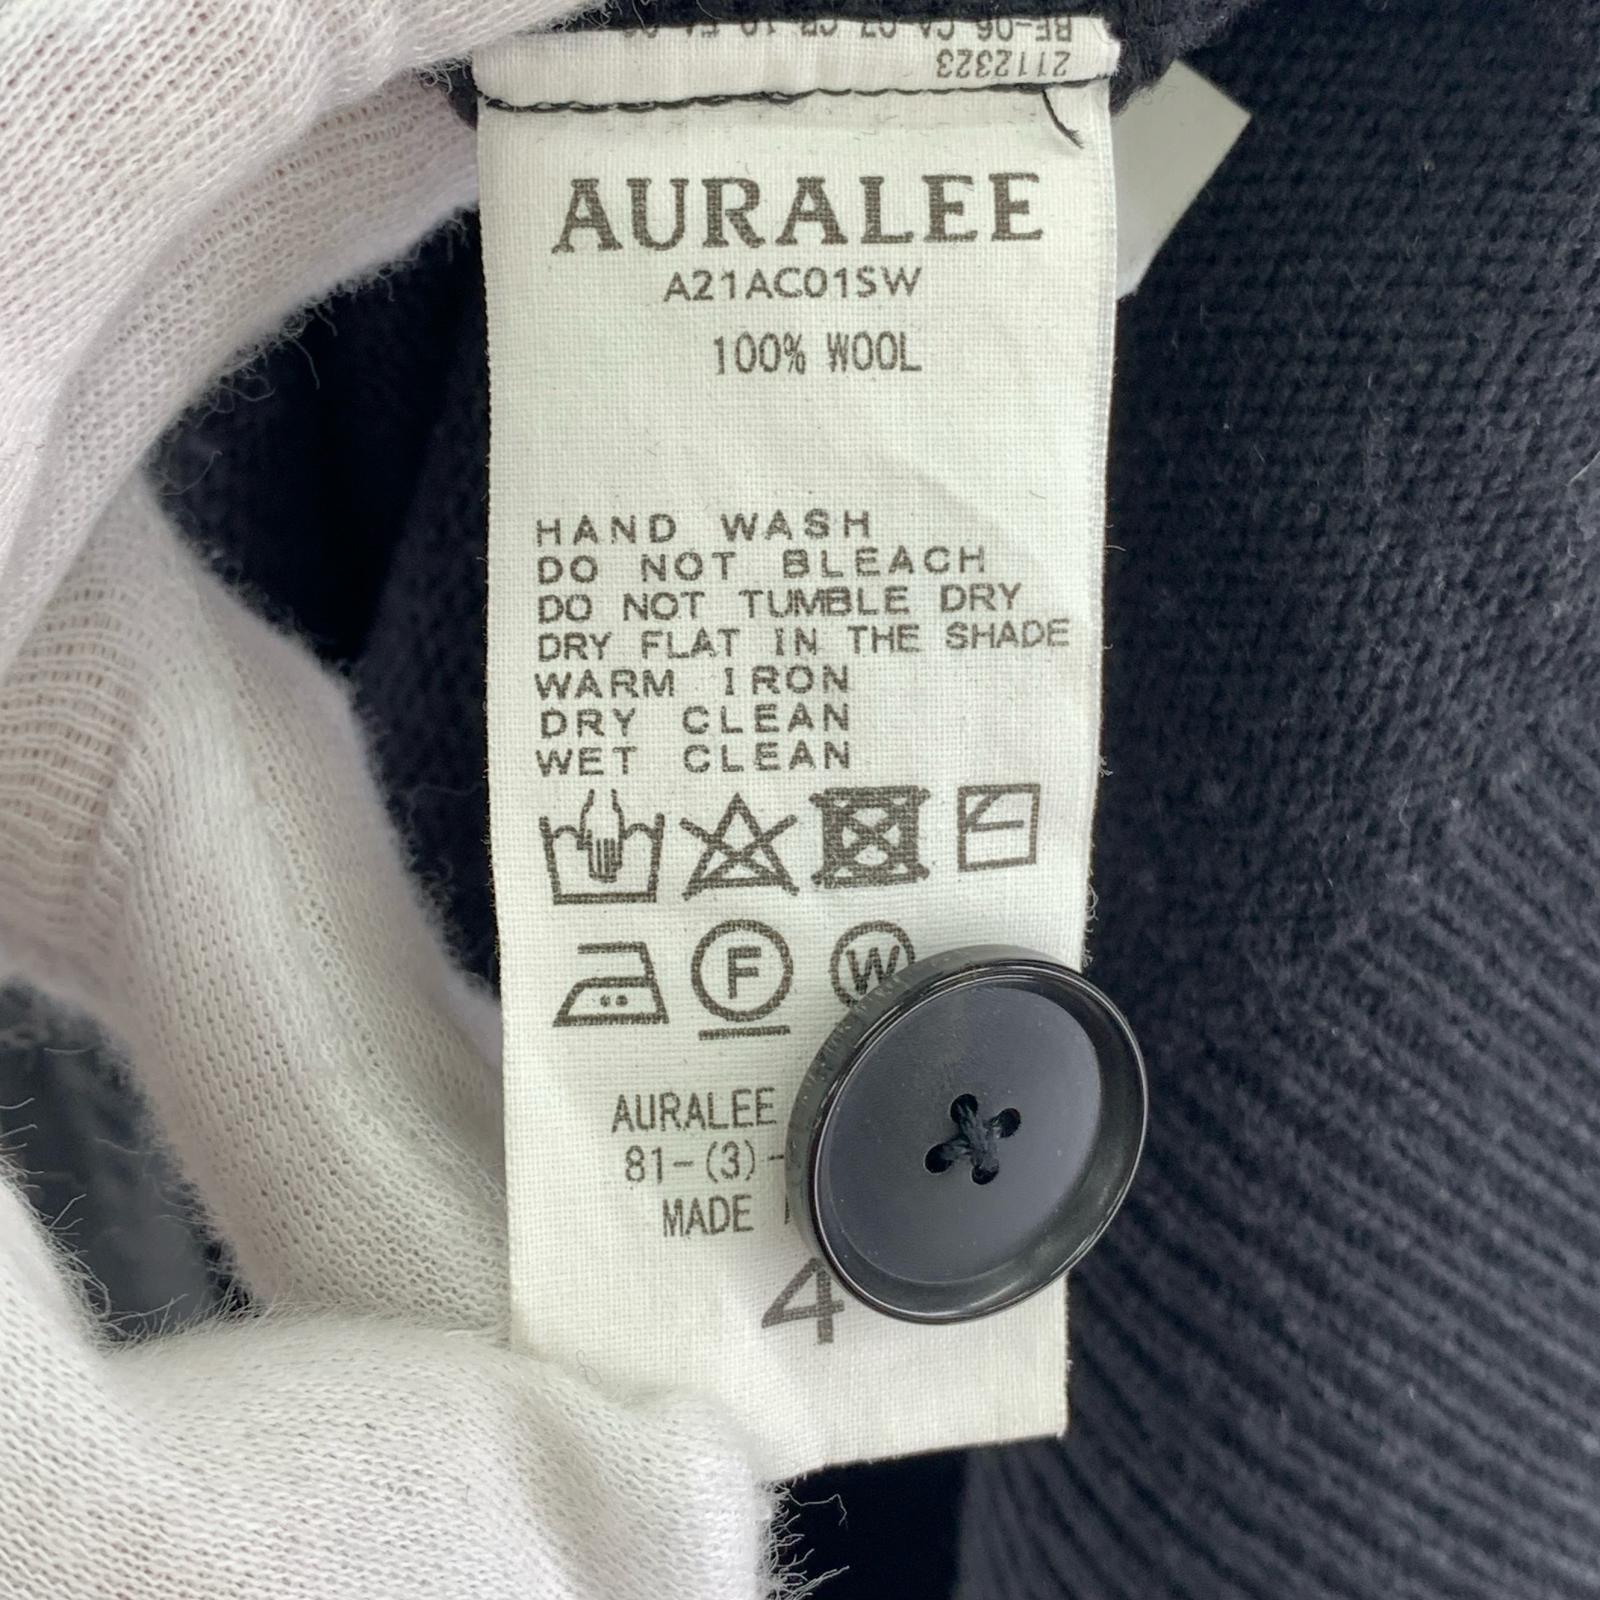 2112323
AURALEE
A21AC01SW
100% WOOL
HAND WASH
DO NOT BLEACH
DO NOT TUMBLE DRY
DRY FLAT IN THE SHADE
WARM IRON
DRY CLEAN
WET CLEAN
F W
AURALEE
81-(3)-
MADE
4